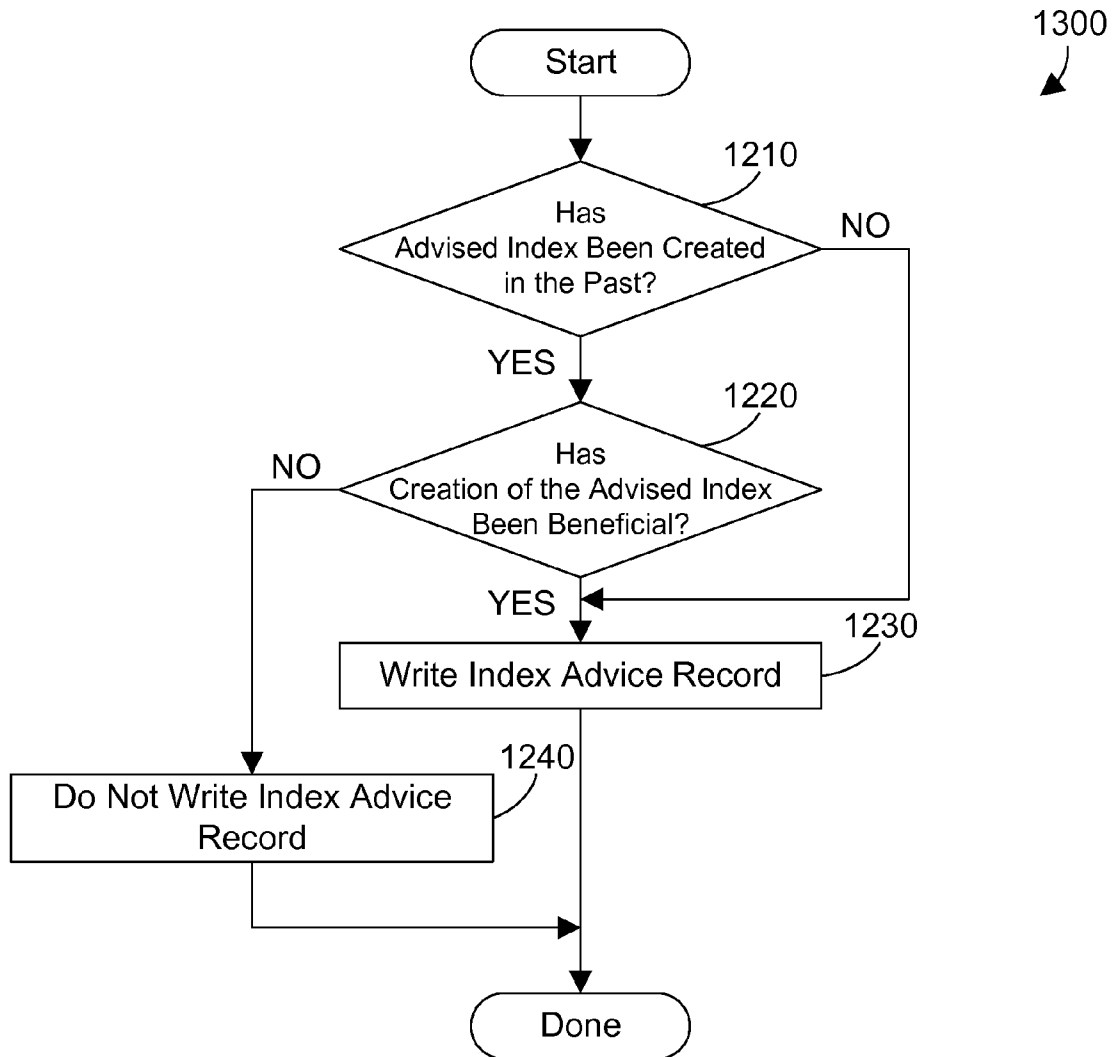 1300
Start
1210
Has
Advised Index Been Created
in the Past?
NO
YES
1220
Has
Creation of the Advised Index
Been Beneficial?
NO
YES
1230
Write Index Advice Record
1240
Do Not Write Index Advice
Record
Done